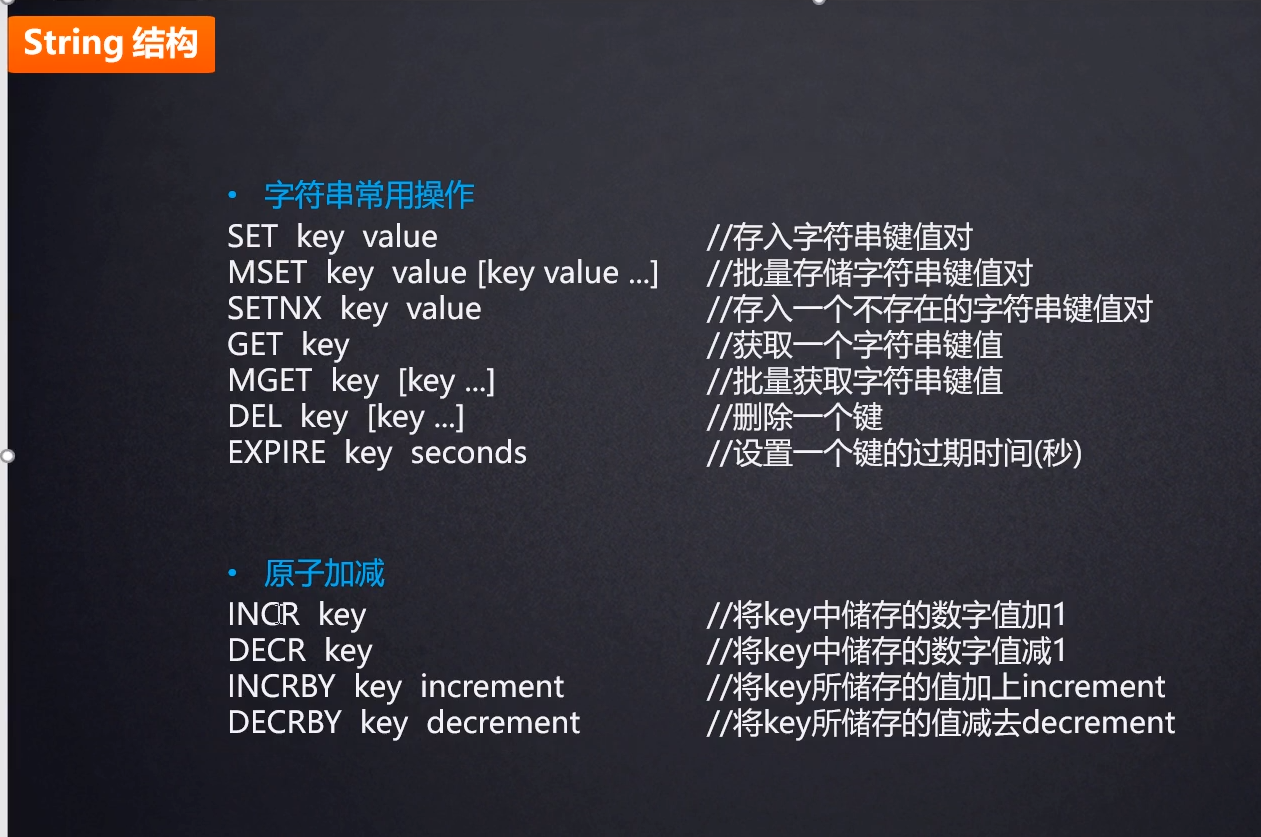 String 结构
• 字符串常用操作
SET key value //存入字符串键值对
MSET key value [key value ...] //批量存储字符串键值对
SETNX key value //存入一个不存在的字符串键值对
GET key //获取一个字符串键值
MGET key [key ...] //批量获取字符串键值
DEL key [key ...] //删除一个键
EXPIRE key seconds //设置一个键的过期时间(秒)
• 原子加减
INCR key //将key中储存的数字值加1
DECR key //将key中储存的数字值减1
INCRBY key increment //将key所储存的值加上increment
DECRBY key decrement //将key所储存的值减去decrement